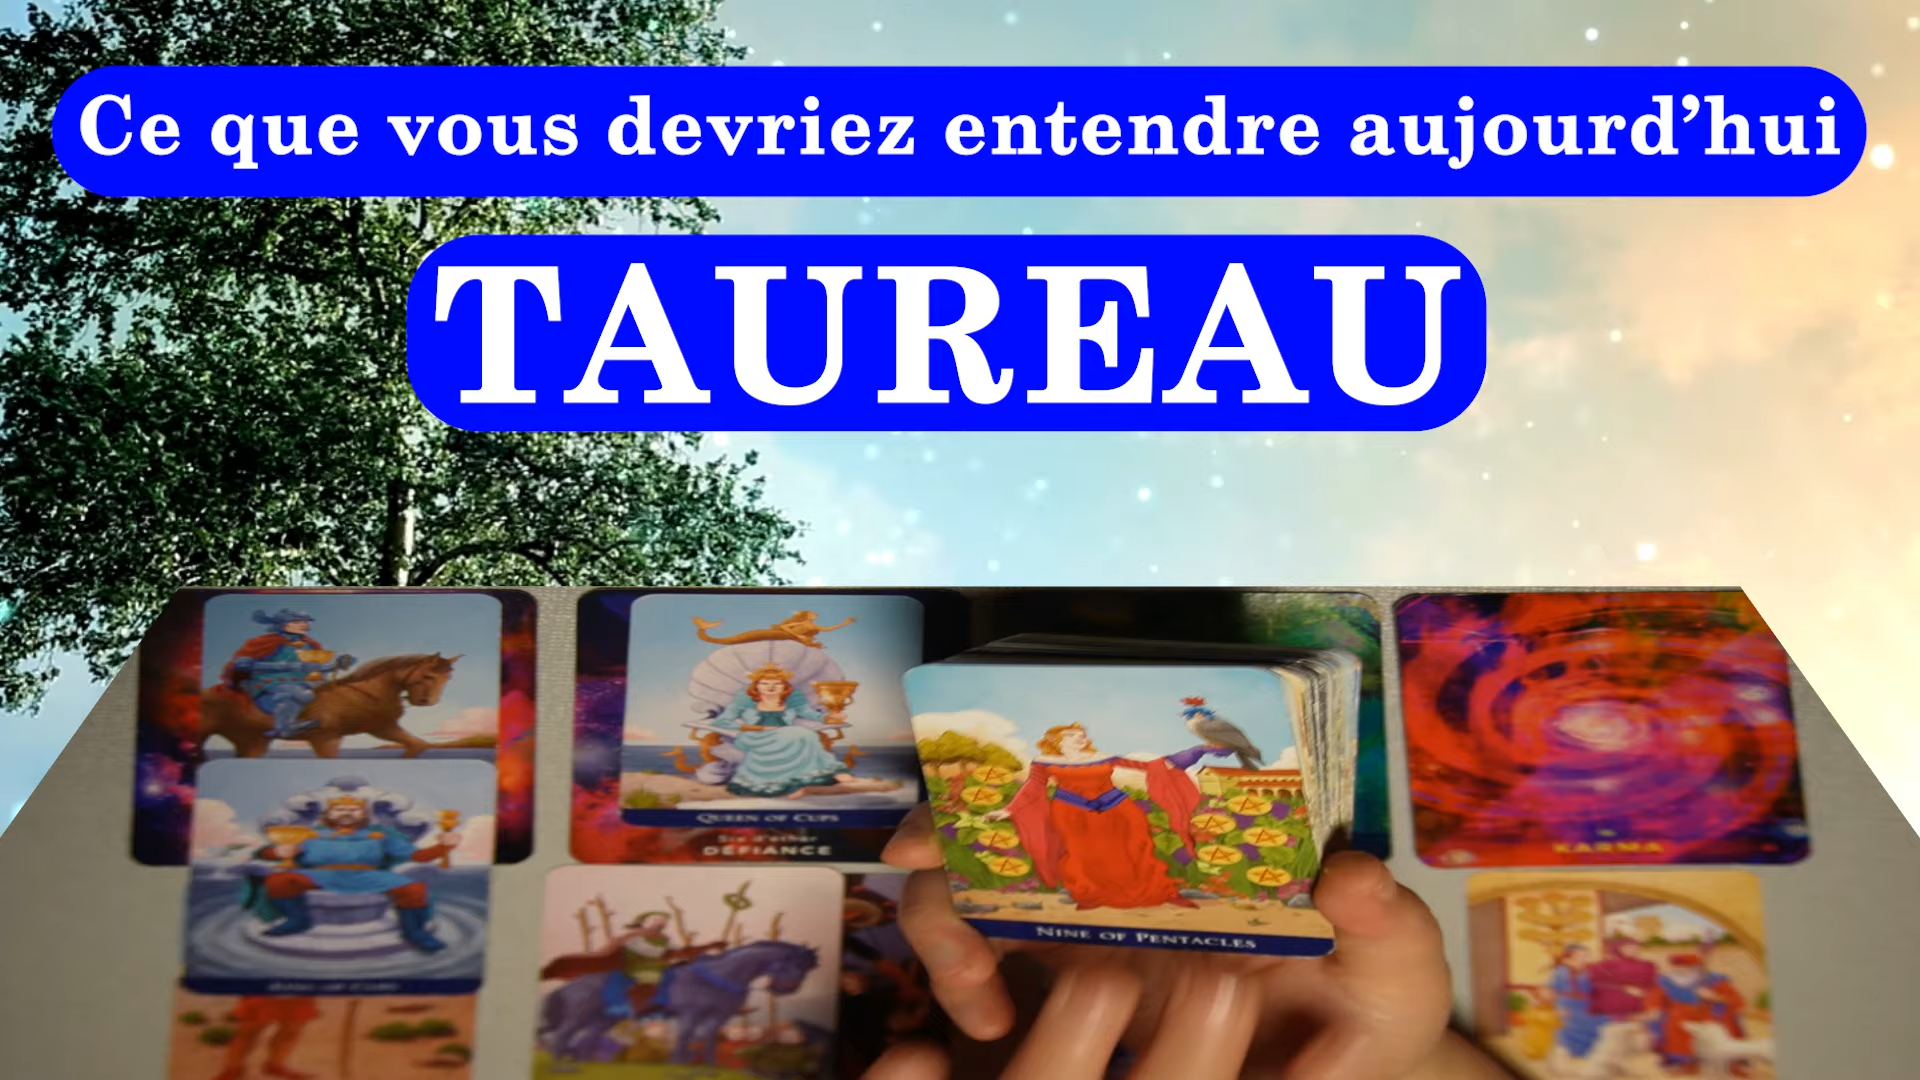 Ce que vous devriez entendre aujourd’hui
TAUREAU
QUEEN OF CUPS
DÉFIANCE
KARMA
NINE OF PENTACLES